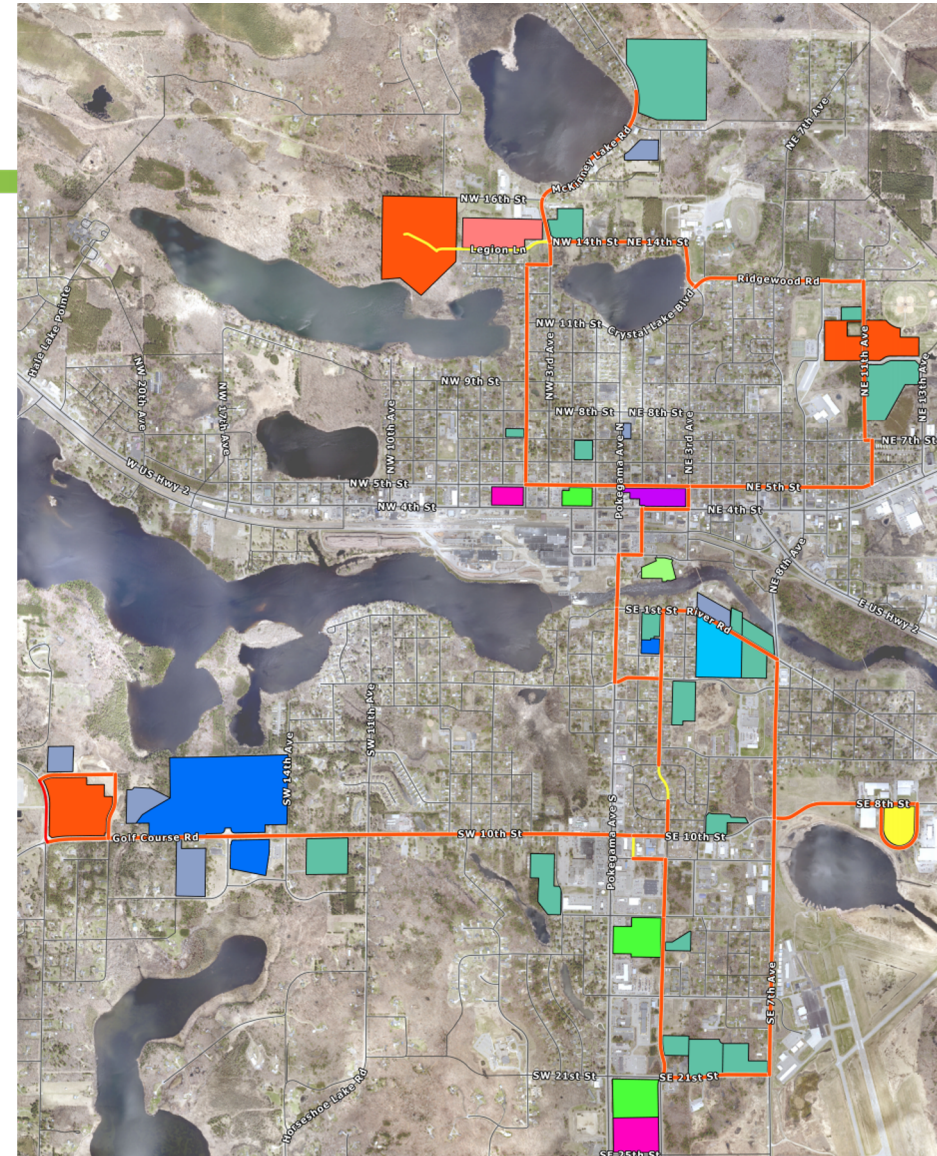 NE 7th Ave
McKinney Lake Rd
NW 16th St
NW 14th St
NE 14th St
Legion Ln
Ridgewood Rd
Hale Lake Pointe
Crystal Lake Blvd
NW 11th St
NW 3rd Ave
NE 11th Ave
NE 13th Ave
NW 20th Ave
NW 17th Ave
NW 9th St
NW 10th Ave
NW 8th St
NE 8th St
Pokegama Ave N
NE 3rd Ave
NE 7th St
W US Hwy 2
NW 5th St
NE 5th St
NW 4th St
NE 4th St
NE 8th Ave
E US Hwy 2
SE 1st St
River Rd
SW 11th Ave
SW 14th Ave
Pokegama Ave S
SE 8th St
Golf Course Rd
SW 10th St
SE 10th St
SE 7th Ave
Horseshoe Lake Rd
SW 21st St
SE 21st St
SE 25th St